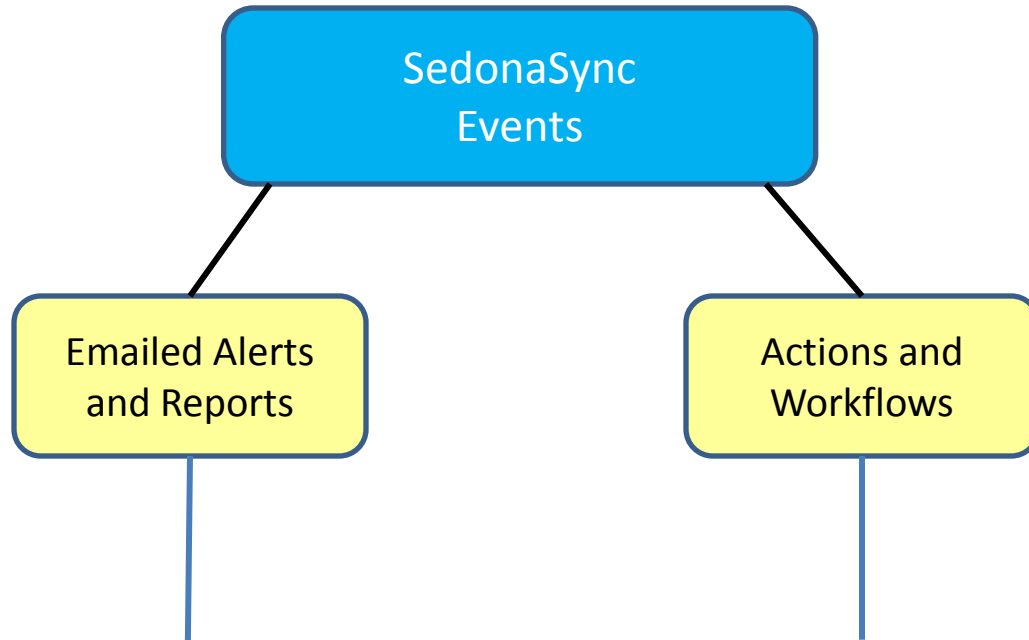 SedonaSync
Events
Emailed Alerts
and Reports
Actions and
Workflows